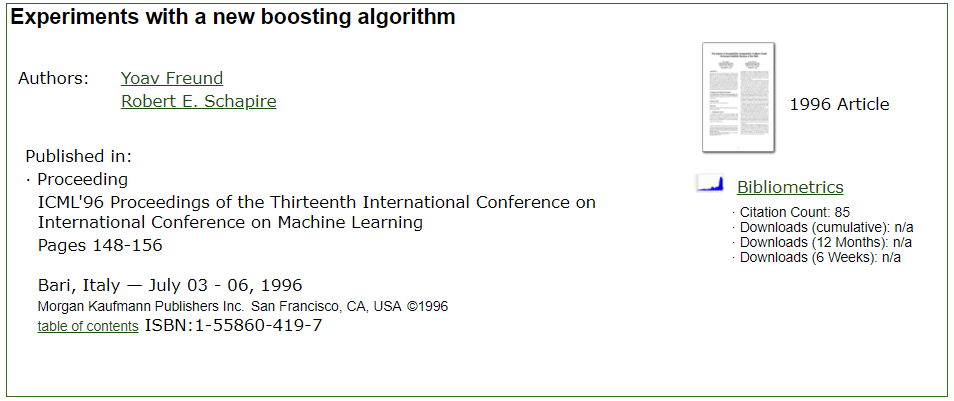 Experiments with a new boosting algorithm
Authors: Yoav Freund
Robert E. Schapire
1996 Article
Published in:
· Proceeding
ICML'96 Proceedings of the Thirteenth International Conference on
International Conference on Machine Learning
Pages 148-156
Bari, Italy — July 03 - 06, 1996
Morgan Kaufmann Publishers Inc. San Francisco, CA, USA ©1996
table of contents ISBN:1-55860-419-7
Bibliometrics
· Citation Count: 85
· Downloads (cumulative): n/a
· Downloads (12 Months): n/a
· Downloads (6 Weeks): n/a